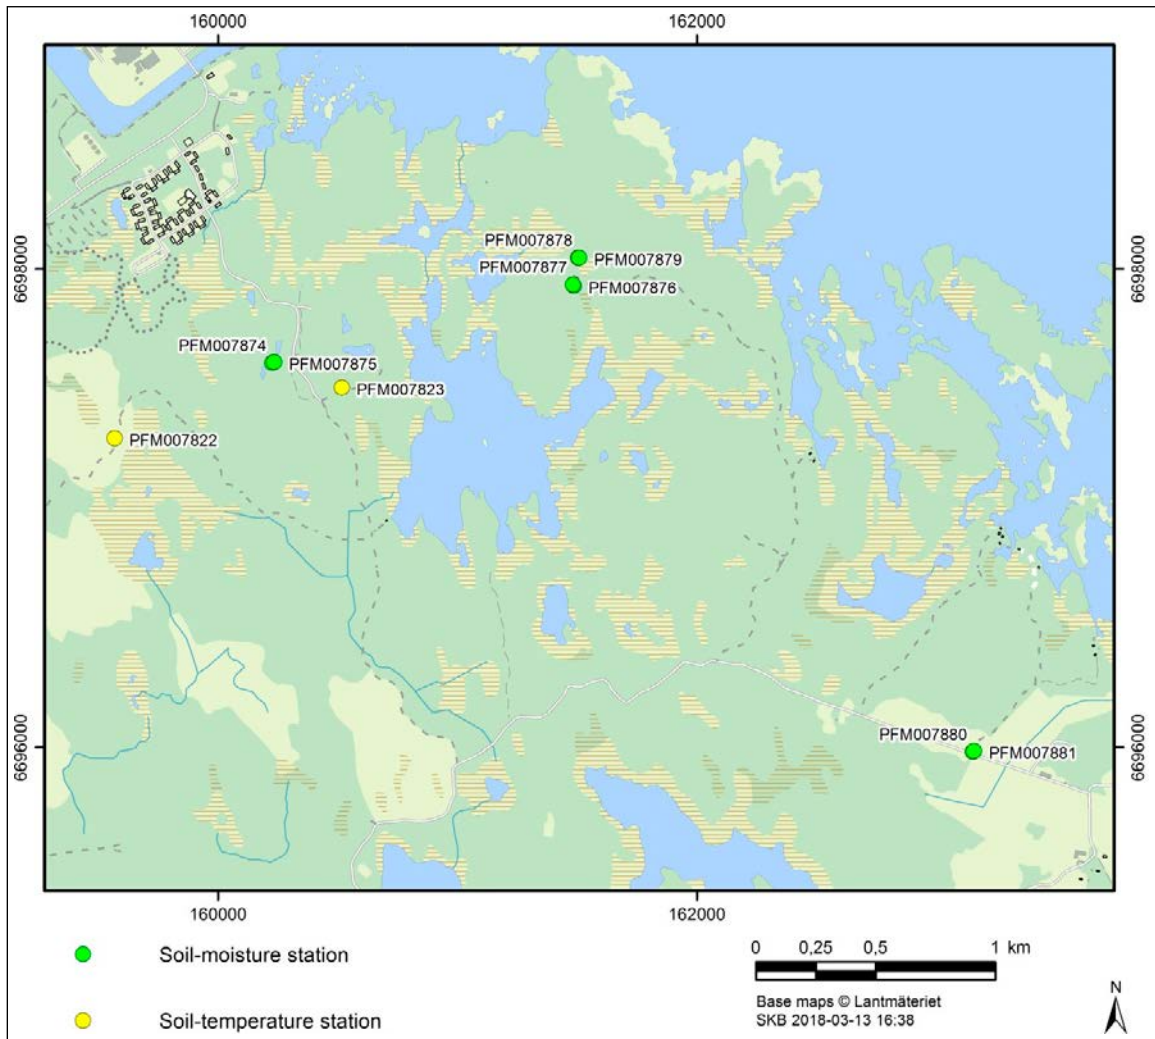 160000
162000
PFM007878
PFM007879
6698000
6698000
PFM007877
PFM007876
PFM007874
PFM007875
PFM007823
PFM007822
PFM007880
6696000
6696000
PFM007881
160000
162000
Soil-moisture station
0 0,25 0,5 1 km
Base maps © Lantmäteriet
SKB 2018-03-13 16:38
N
Soil-temperature station